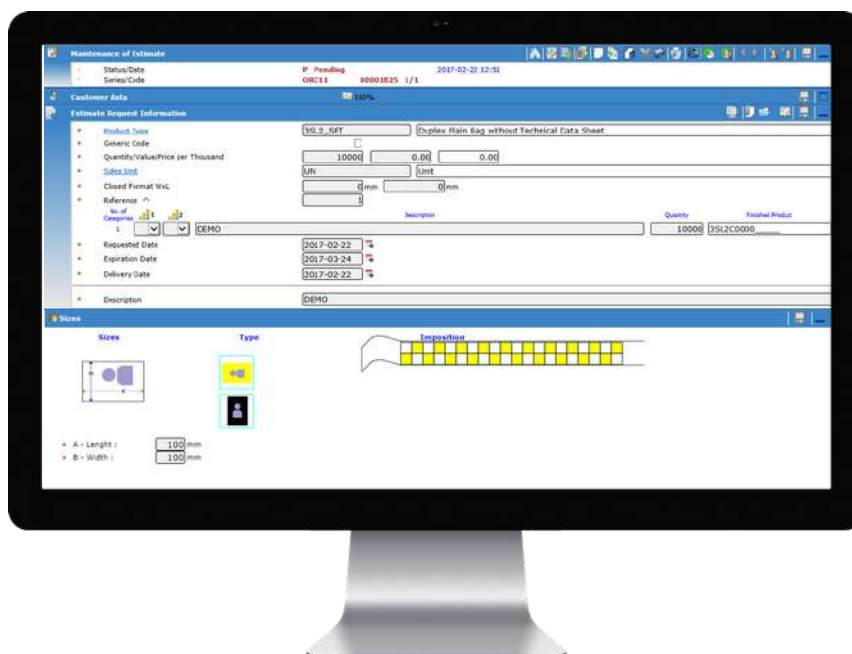 Maintenance of Estimate
Status/Date P Pending 2017-02-22 12:51
Series/Code ORC11 10001825 1/1
Customer data 100%
Estimate Request Information
Product Type 3SL2_SET Duplex Plain Bag without Technical Data Sheet
Generic Code
Quantity/Value/Price per Thousand 10000 0.00 0.00
Sales Unit UN Unit
Closed Format WxL 0 mm 0 mm
Reference 1
No. of Categories 1 2 Description Quantity Finished Product
1 DEMO 10000 3SL2C0000_____
Requested Date 2017-02-22
Expiration Date 2017-03-24
Delivery Date 2017-02-22
Description DEMO
Sizes
Sizes Type Imposition
A - Lenght : 100 mm
B - Width : 100 mm